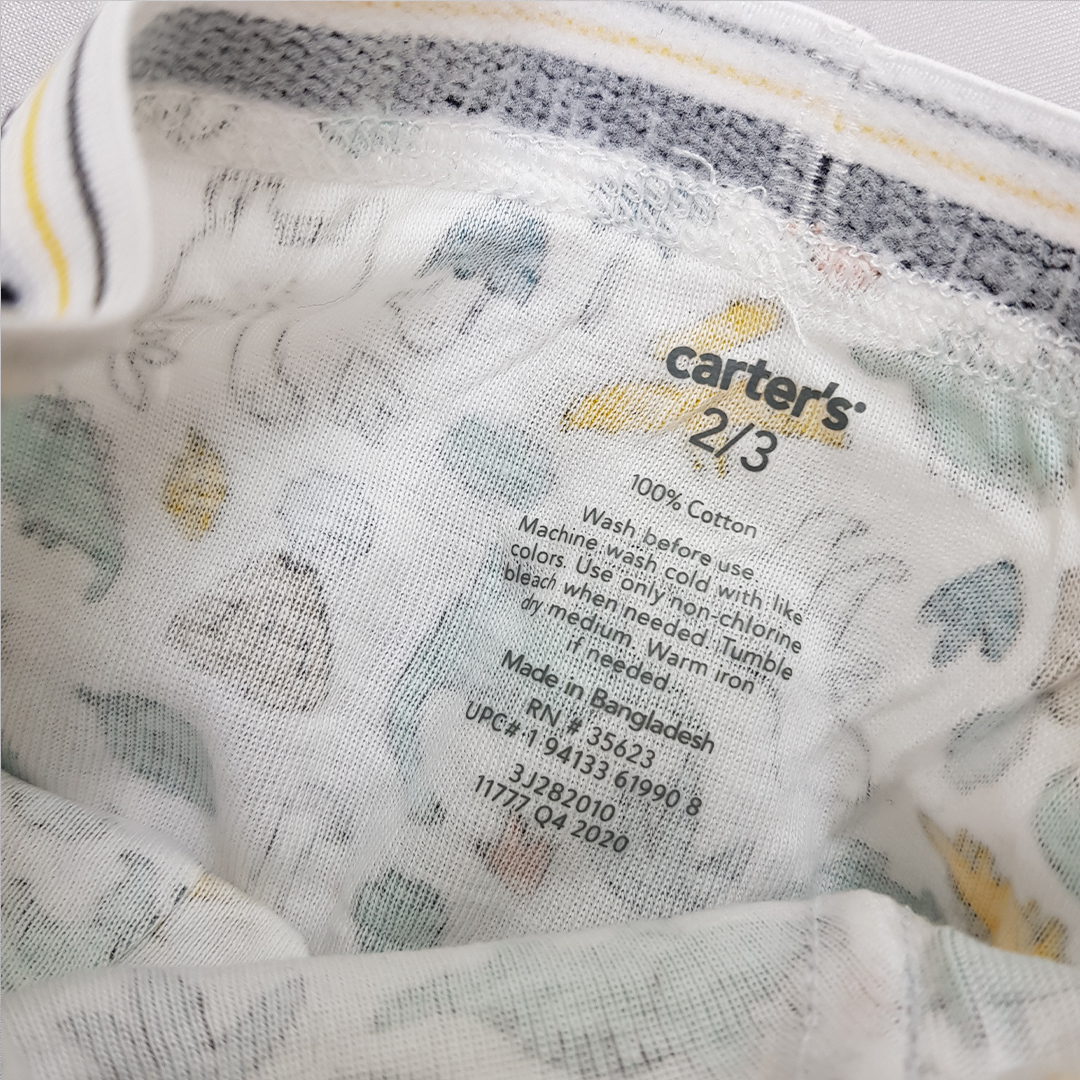 carter's
2/3
100% Cotton
Wash before use.
Machine wash cold with like
colors. Use only non-chlorine
bleach when needed. Tumble
dry medium. Warm iron
if needed.
Made in Bangladesh
RN # 35623
UPC# 1 94133 61990 8
3J282010
11777 Q4 2020